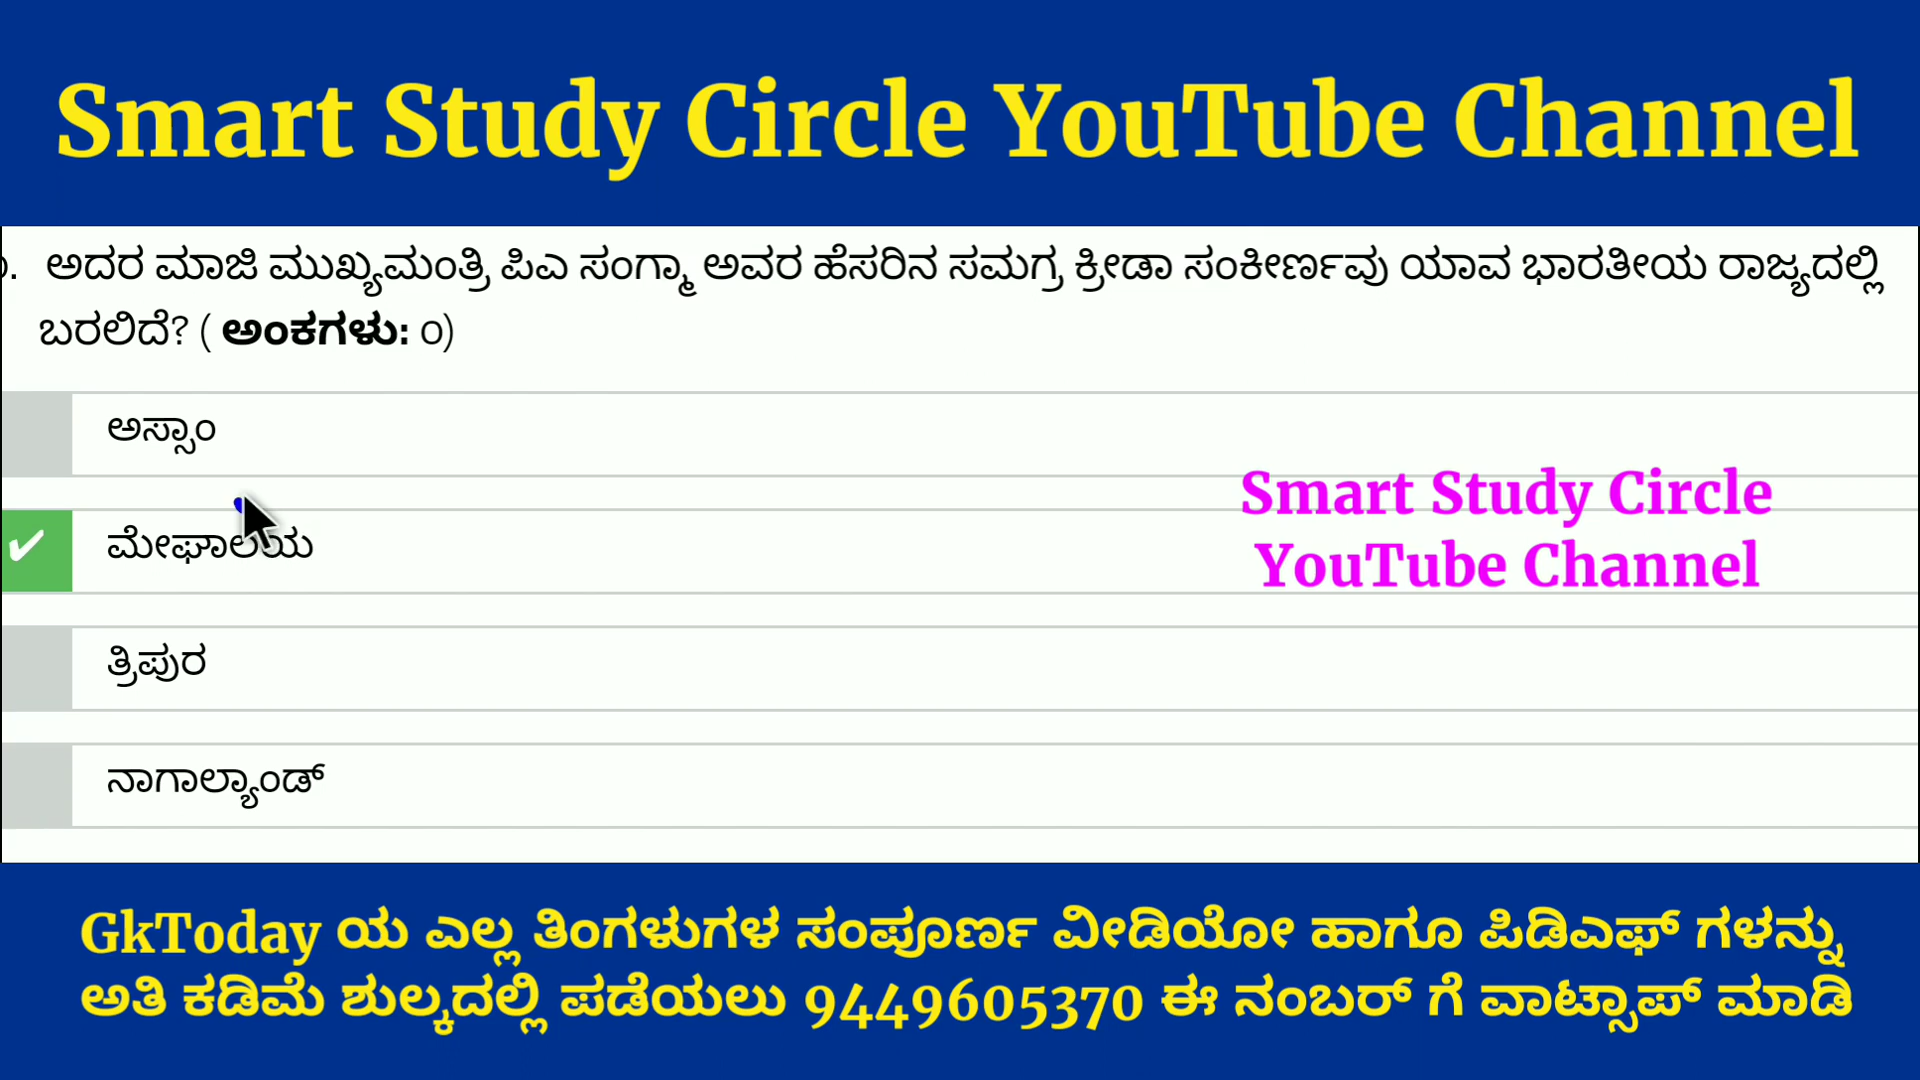 Smart Study Circle YouTube Channel
ಅದರ ಮಾಜಿ ಮುಖ್ಯಮಂತ್ರಿ ಪಿಎ ಸಂಗ್ಮಾ ಅವರ ಹೆಸರಿನ ಸಮಗ್ರ ಕ್ರೀಡಾ ಸಂಕೀರ್ಣವು ಯಾವ ಭಾರತೀಯ ರಾಜ್ಯದಲ್ಲಿ
ಬರಲಿದೆ? ( ಅಂಕಗಳು: ೦)
ಅಸ್ಸಾಂ
ಮೇಘಾಲಯ
ತ್ರಿಪುರ
ನಾಗಾಲ್ಯಾಂಡ್
Smart Study Circle
YouTube Channel
GkToday ಯ ಎಲ್ಲ ತಿಂಗಳುಗಳ ಸಂಪೂರ್ಣ ವೀಡಿಯೋ ಹಾಗೂ ಪಿಡಿಎಫ್ ಗಳನ್ನು
ಅತಿ ಕಡಿಮೆ ಶುಲ್ಕದಲ್ಲಿ ಪಡೆಯಲು 9449605370 ಈ ನಂಬರ್ ಗೆ ವಾಟ್ಸಾಪ್ ಮಾಡಿ